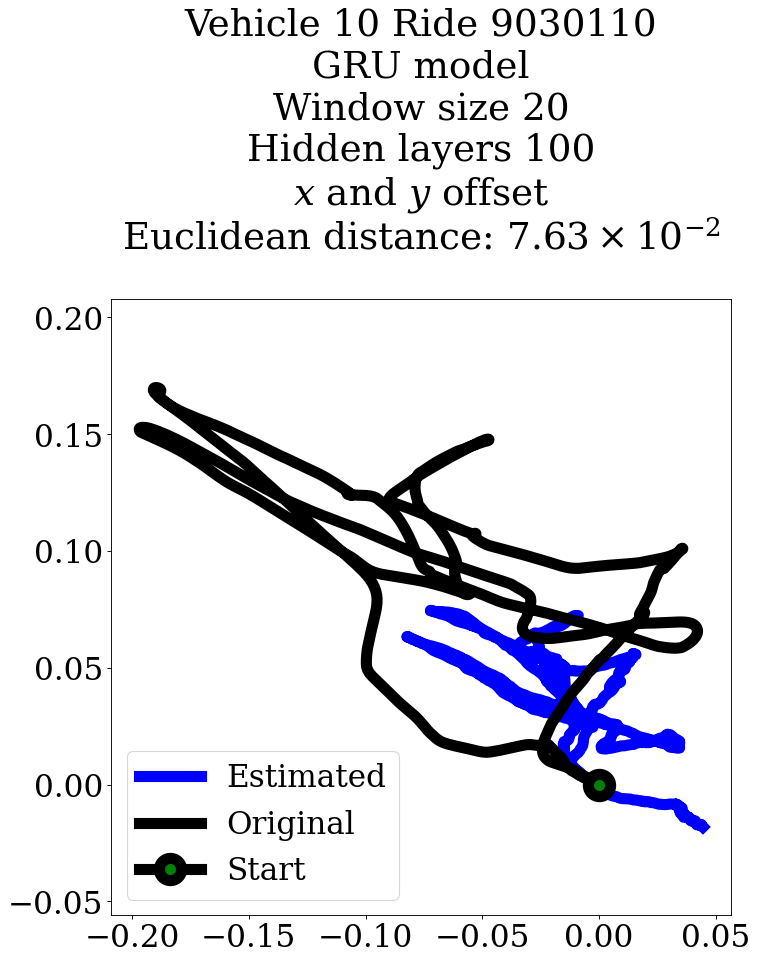 Vehicle 10 Ride 9030110
GRU model
Window size 20
Hidden layers 100
x and y offset
Euclidean distance: 7.63 × 10⁻²
0.20
0.15
0.10
0.05
0.00
−0.05
Estimated
Original
Start
−0.20 −0.15 −0.10 −0.05 0.00 0.05